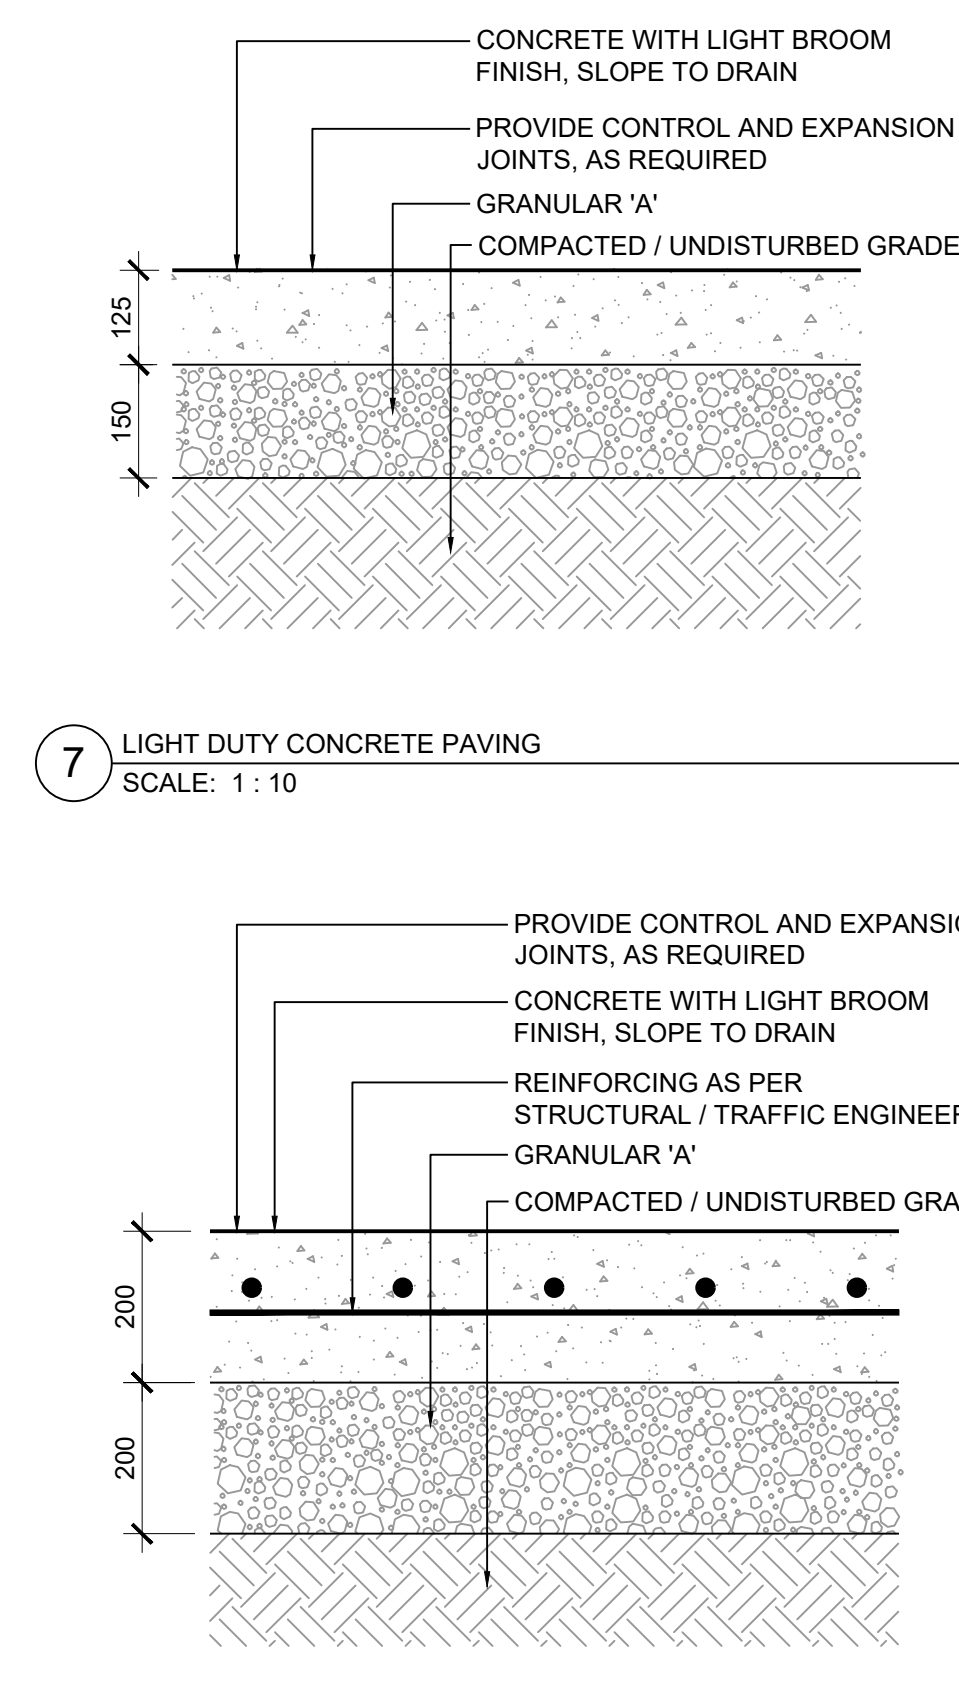 CONCRETE WITH LIGHT BROOM
FINISH, SLOPE TO DRAIN
PROVIDE CONTROL AND EXPANSION
JOINTS, AS REQUIRED
GRANULAR 'A'
COMPACTED / UNDISTURBED GRADE
125
150
7
LIGHT DUTY CONCRETE PAVING
SCALE: 1 : 10
PROVIDE CONTROL AND
JOINTS, AS REQUIRED
CONCRETE WITH LIGHT BROOM
FINISH, SLOPE TO DRAIN
REINFORCING AS PER
STRUCTURAL / TRAFFIC ENGINEER
GRANULAR 'A'
COMPACTED / UNDISTURBED
200
200